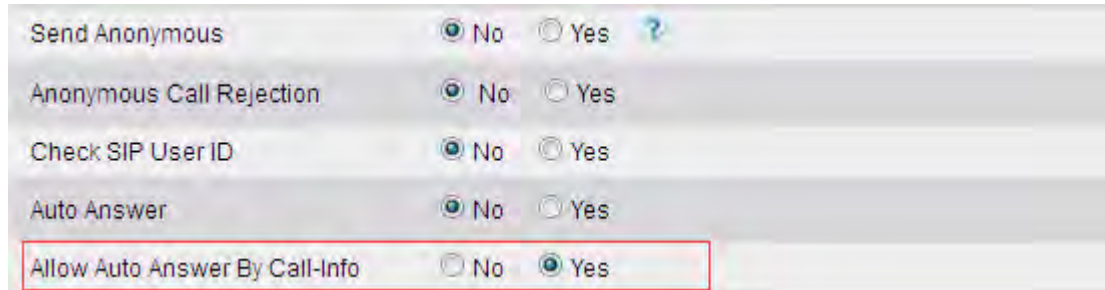 Send Anonymous No Yes ?
Anonymous Call Rejection No Yes
Check SIP User ID No Yes
Auto Answer No Yes
Allow Auto Answer By Call-Info No Yes